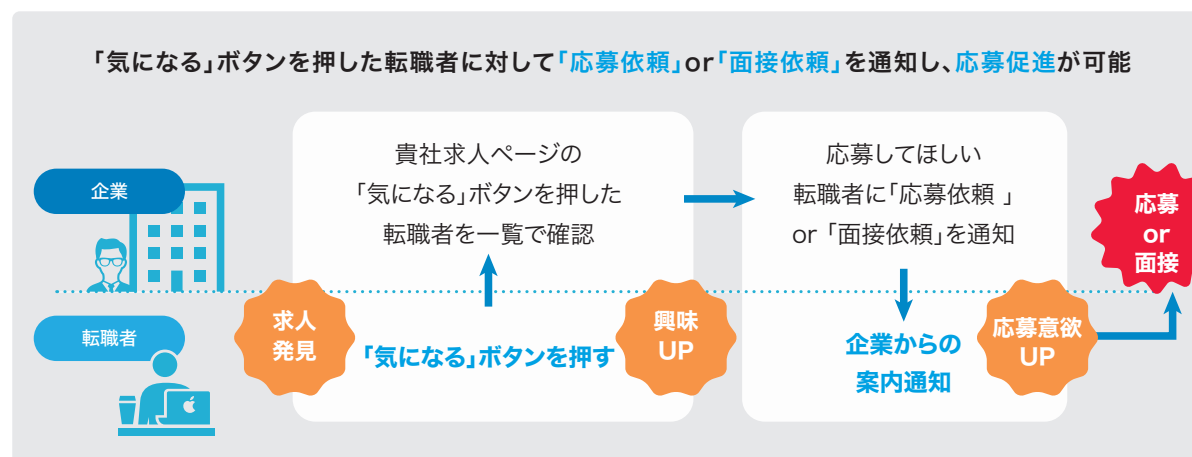 「気になる」ボタンを押した転職者に対して「応募依頼」or「面接依頼」を通知し、応募促進が可能
企業
貴社求人ページの
「気になる」ボタンを押した
転職者を一覧で確認
応募してほしい
転職者に「応募依頼 」
or 「面接依頼」を通知
応募
or
面接
転職者
求人
発見
「気になる」ボタンを押す
興味
UP
企業からの
案内通知
応募意欲
UP